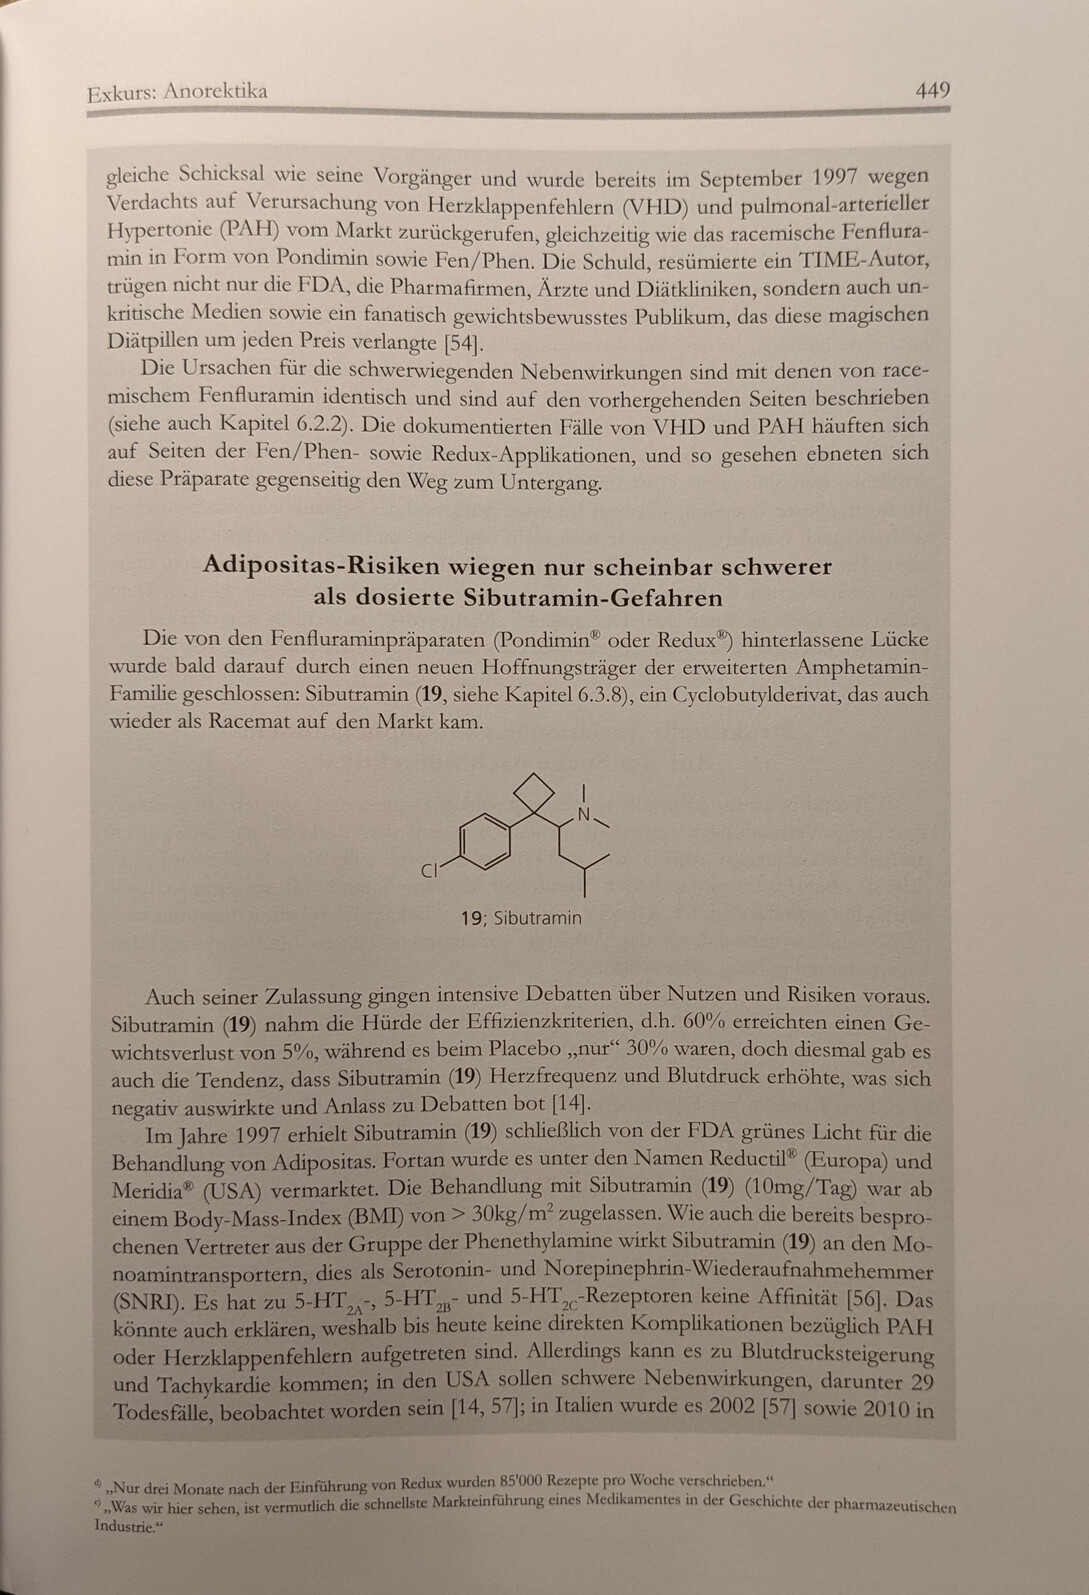 Exkurs: Anorektika 449
gleiche Schicksal wie seine Vorgänger und wurde bereits im September 1997 wegen
Verdachts auf Verursachung von Herzklappenfehlern (VHD) und pulmonal-arterieller
Hypertonie (PAH) vom Markt zurückgerufen, gleichzeitig wie das racemische Fenflura-
min in Form von Pondimin sowie Fen/Phen. Die Schuld, resümierte ein TIME-Autor,
trügen nicht nur die FDA, die Pharmafirmen, Ärzte und Diätkliniken, sondern auch un-
kritische Medien sowie ein fanatisch gewichtsbewusstes Publikum, das diese magischen
Diätpillen um jeden Preis verlangte [54].
Die Ursachen für die schwerwiegenden Nebenwirkungen sind mit denen von race-
mischem Fenfluramin identisch und sind auf den vorhergehenden Seiten beschrieben
(siehe auch Kapitel 6.2.2). Die dokumentierten Fälle von VHD und PAH häuften sich
auf Seiten der Fen/Phen- sowie Redux-Applikationen, und so gesehen ebneten sich
diese Präparate gegenseitig den Weg zum Untergang.
Adipositas-Risiken wiegen nur scheinbar schwerer
als dosierte Sibutramin-Gefahren
Die von den Fenfluraminpräparaten (Pondimin® oder Redux®) hinterlassene Lücke
wurde bald darauf durch einen neuen Hoffnungsträger der erweiterten Amphetamin-
Familie geschlossen: Sibutramin (19, siehe Kapitel 6.3.8), ein Cyclobutylderivat, das auch
wieder als Racemat auf den Markt kam.
N
Cl
19; Sibutramin
Auch seiner Zulassung gingen intensive Debatten über Nutzen und Risiken voraus.
Sibutramin (19) nahm die Hürde der Effizienzkriterien, d.h. 60% erreichten einen Ge-
wichtsverlust von 5%, während es beim Placebo „nur“ 30% waren, doch diesmal gab es
auch die Tendenz, dass Sibutramin (19) Herzfrequenz und Blutdruck erhöhte, was sich
negativ auswirkte und Anlass zu Debatten bot [14].
Im Jahre 1997 erhielt Sibutramin (19) schließlich von der FDA grünes Licht für die
Behandlung von Adipositas. Fortan wurde es unter den Namen Reductil® (Europa) und
Meridia® (USA) vermarktet. Die Behandlung mit Sibutramin (19) (10mg/Tag) war ab
einem Body-Mass-Index (BMI) von > 30kg/m² zugelassen. Wie auch die bereits bespro-
chenen Vertreter aus der Gruppe der Phenethylamine wirkt Sibutramin (19) an den Mo-
noamintransportern, dies als Serotonin- und Norepinephrin-Wiederaufnahmehemmer
(SNRI). Es hat zu 5-HT2A-, 5-HT2B- und 5-HT2C-Rezeptoren keine Affinität [56]. Das
könnte auch erklären, weshalb bis heute keine direkten Komplikationen bezüglich PAH
oder Herzklappenfehlern aufgetreten sind. Allerdings kann es zu Blutdrucksteigerung
und Tachykardie kommen; in den USA sollen schwere Nebenwirkungen, darunter 29
Todesfälle, beobachtet worden sein [14, 57]; in Italien wurde es 2002 [57] sowie 2010 in
d) „Nur drei Monate nach der Einführung von Redux wurden 85'000 Rezepte pro Woche verschrieben.“
e) „Was wir hier sehen, ist vermutlich die schnellste Markteinführung eines Medikamentes in der Geschichte der pharmazeutischen
Industrie.“